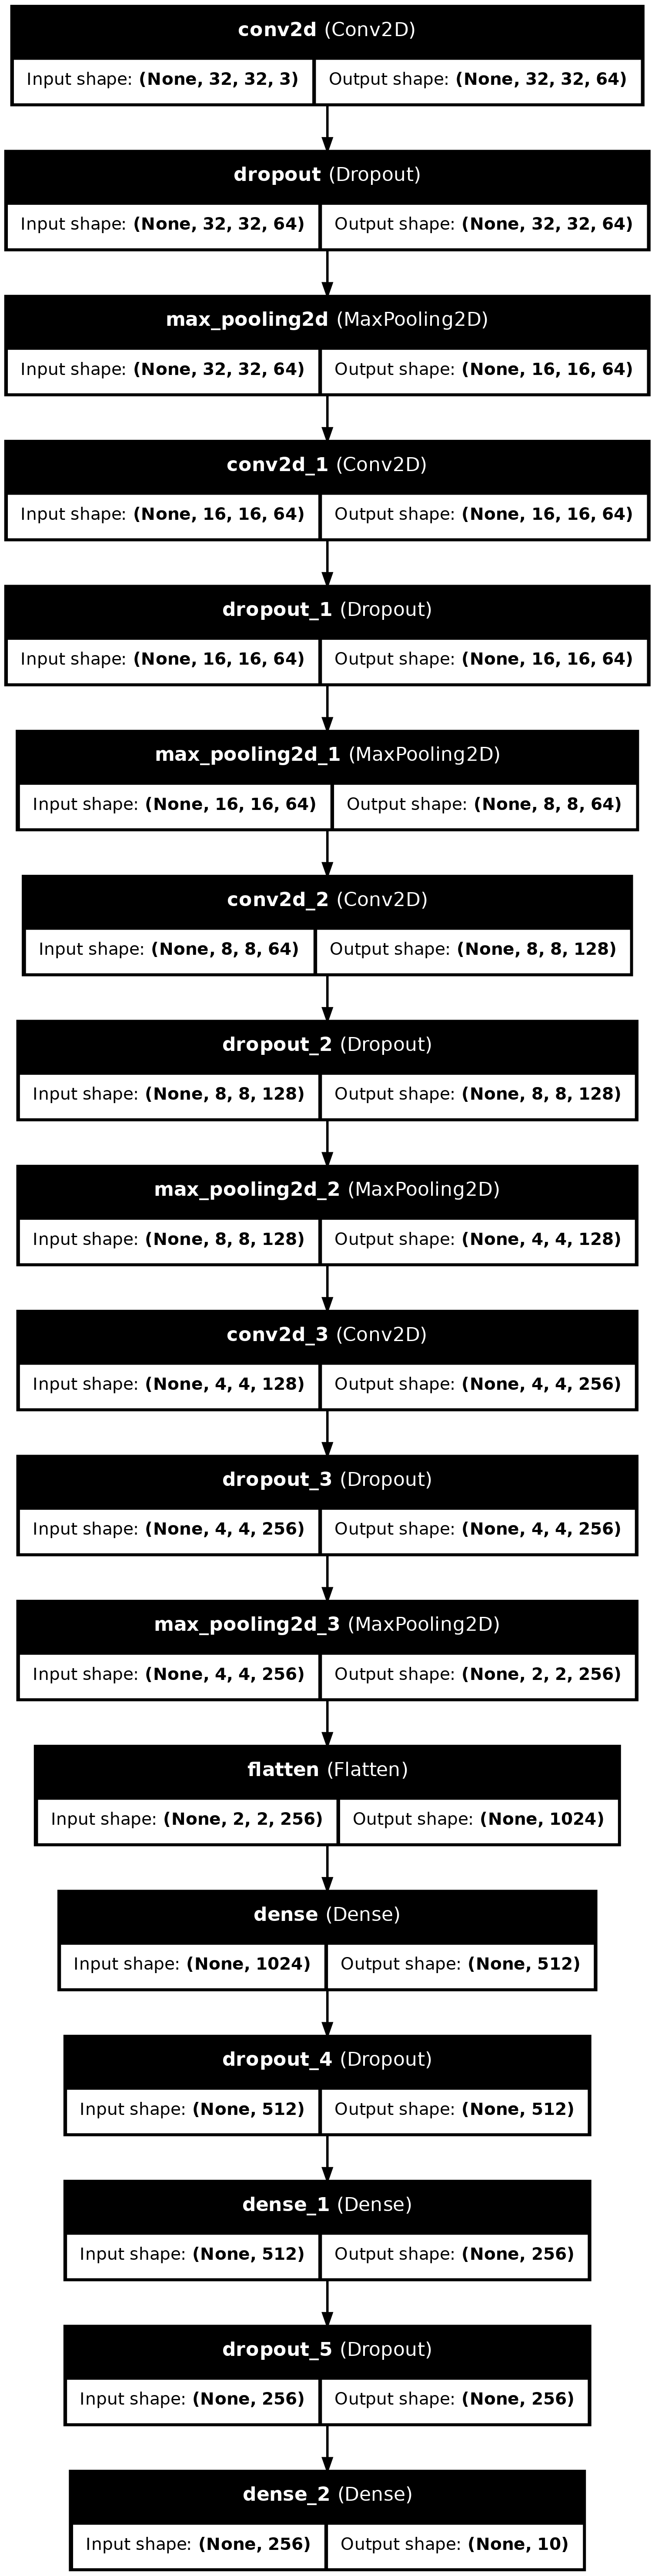 conv2d (Conv2D)
Input shape: (None, 32, 32, 3) Output shape: (None, 32, 32, 64)
dropout (Dropout)
Input shape: (None, 32, 32, 64) Output shape: (None, 32, 32, 64)
max_pooling2d (MaxPooling2D)
Input shape: (None, 32, 32, 64) Output shape: (None, 16, 16, 64)
conv2d_1 (Conv2D)
Input shape: (None, 16, 16, 64) Output shape: (None, 16, 16, 64)
dropout_1 (Dropout)
Input shape: (None, 16, 16, 64) Output shape: (None, 16, 16, 64)
max_pooling2d_1 (MaxPooling2D)
Input shape: (None, 16, 16, 64) Output shape: (None, 8, 8, 64)
conv2d_2 (Conv2D)
Input shape: (None, 8, 8, 64) Output shape: (None, 8, 8, 128)
dropout_2 (Dropout)
Input shape: (None, 8, 8, 128) Output shape: (None, 8, 8, 128)
max_pooling2d_2 (MaxPooling2D)
Input shape: (None, 8, 8, 128) Output shape: (None, 4, 4, 128)
conv2d_3 (Conv2D)
Input shape: (None, 4, 4, 128) Output shape: (None, 4, 4, 256)
dropout_3 (Dropout)
Input shape: (None, 4, 4, 256) Output shape: (None, 4, 4, 256)
max_pooling2d_3 (MaxPooling2D)
Input shape: (None, 4, 4, 256) Output shape: (None, 2, 2, 256)
flatten (Flatten)
Input shape: (None, 2, 2, 256) Output shape: (None, 1024)
dense (Dense)
Input shape: (None, 1024) Output shape: (None, 512)
dropout_4 (Dropout)
Input shape: (None, 512) Output shape: (None, 512)
dense_1 (Dense)
Input shape: (None, 512) Output shape: (None, 256)
dropout_5 (Dropout)
Input shape: (None, 256) Output shape: (None, 256)
dense_2 (Dense)
Input shape: (None, 256) Output shape: (None, 10)